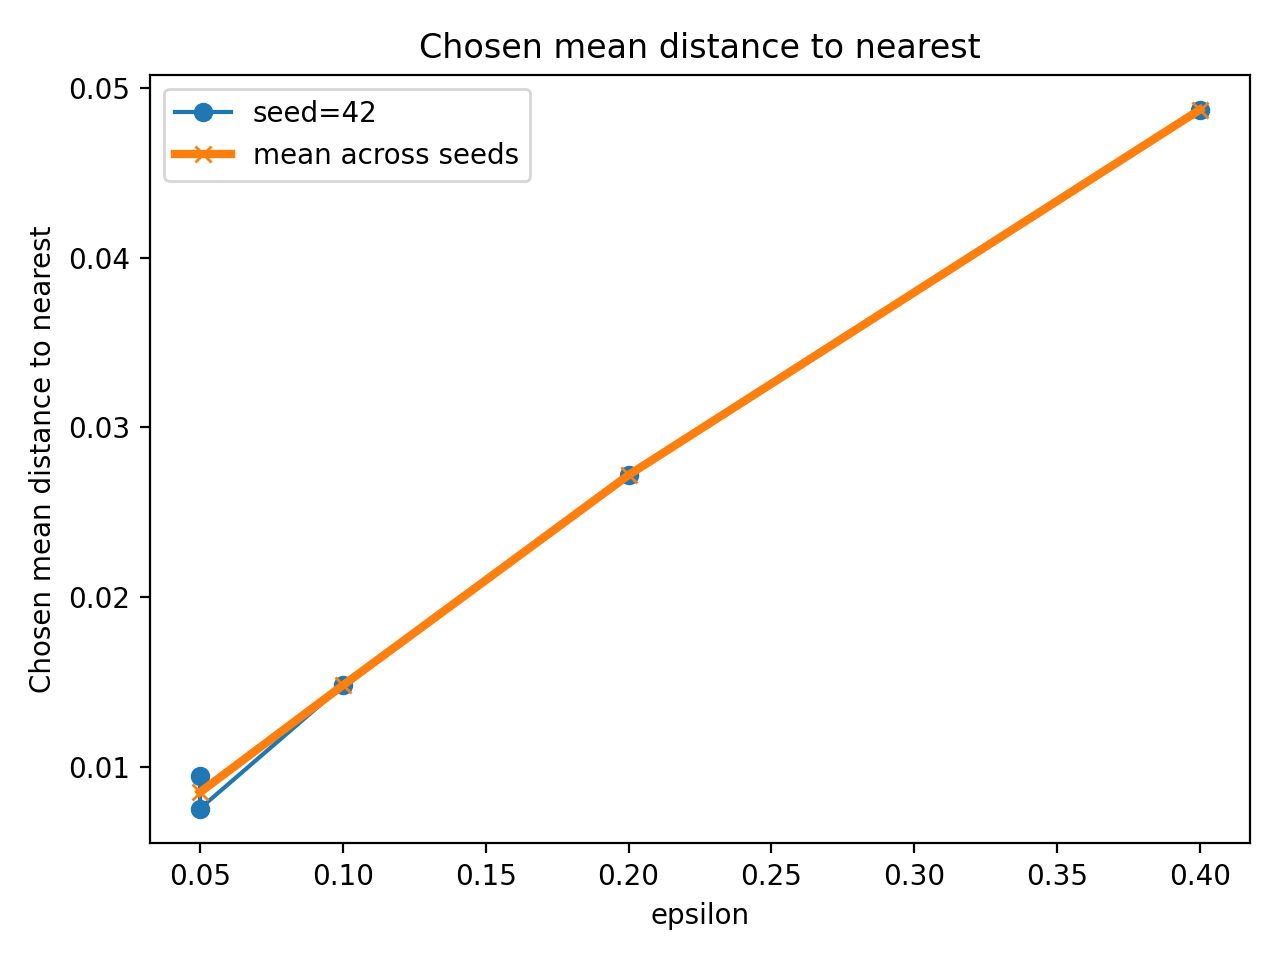 Chosen mean distance to nearest
seed=42
mean across seeds
Chosen mean distance to nearest
0.05
0.04
0.03
0.02
0.01
0.05 0.10 0.15 0.20 0.25 0.30 0.35 0.40
epsilon